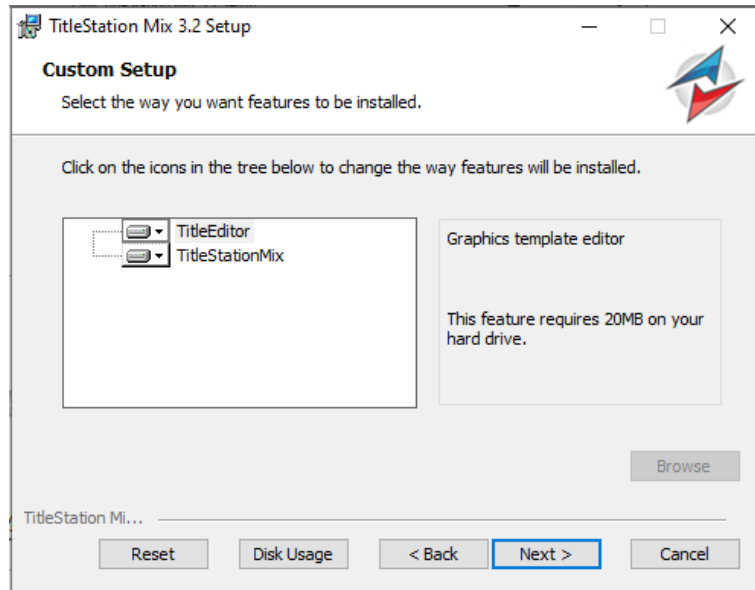 TitleStation Mix 3.2 Setup
Custom Setup
Select the way you want features to be installed.
Click on the icons in the tree below to change the way features will be installed.
TitleEditor
TitleStationMix
Graphics template editor
This feature requires 20MB on your
hard drive.
Browse
TitleStation Mi...
Reset
Disk Usage
< Back
Next >
Cancel